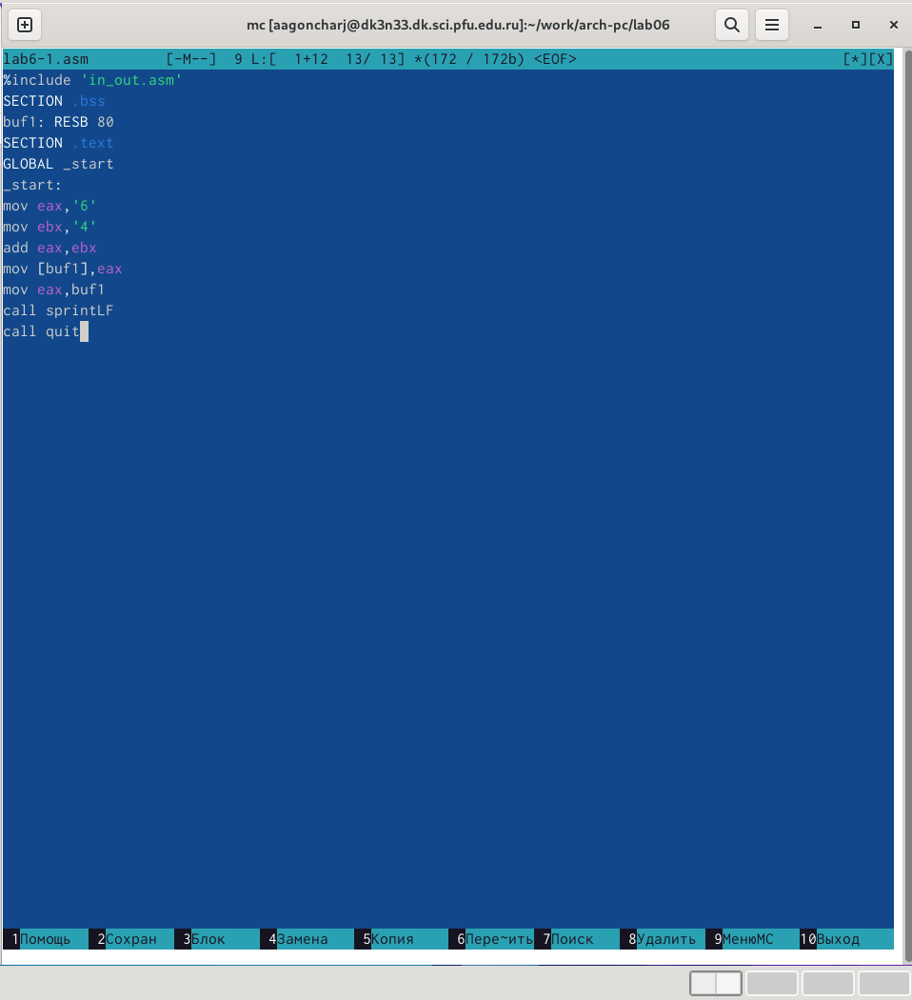 mc [aagoncharj@dk3n33.dk.sci.pfu.edu.ru]:~/work/arch-pc/lab06
lab6-1.asm [-M--] 9 L:[ 1+12 13/ 13] *(172 / 172b) <EOF> [*][X]
%include 'in_out.asm'
SECTION .bss
buf1: RESB 80
SECTION .text
GLOBAL _start
_start:
mov eax,'6'
mov ebx,'4'
add eax,ebx
mov [buf1],eax
mov eax,buf1
call sprintLF
call quit
1Помощь 2Сохран 3Блок 4Замена 5Копия 6Пере~ить 7Поиск 8Удалить 9МенюMC 10Выход